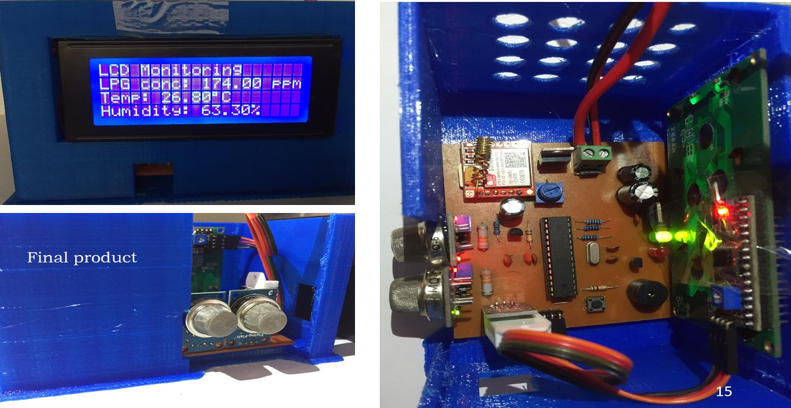 LCD Monitoring
LPG conc: 174.00 ppm
Temp: 26.80°C
Humidity: 63.30%
Final product
15